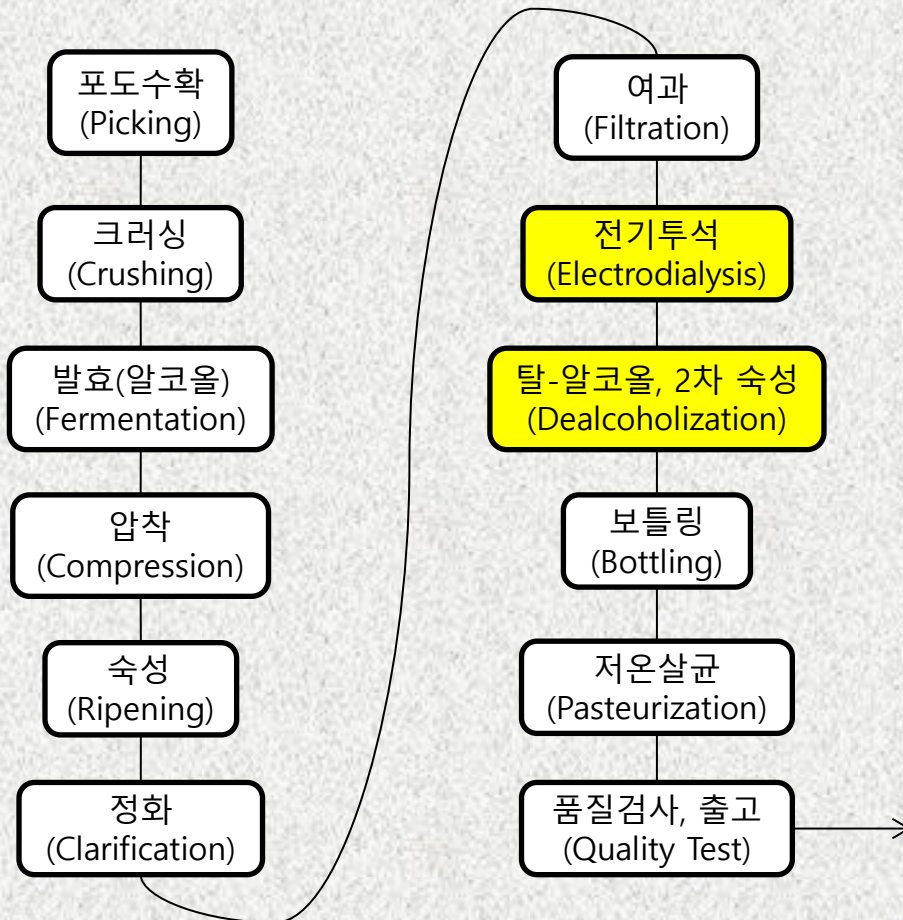 포도수확
(Picking)
크러싱
(Crushing)
발효(알코올)
(Fermentation)
압착
(Compression)
숙성
(Ripening)
정화
(Clarification)
여과
(Filtration)
전기투석
(Electrodialysis)
탈-알코올, 2차 숙성
(Dealcoholization)
보틀링
(Bottling)
저온살균
(Pasteurization)
품질검사, 출고
(Quality Test)